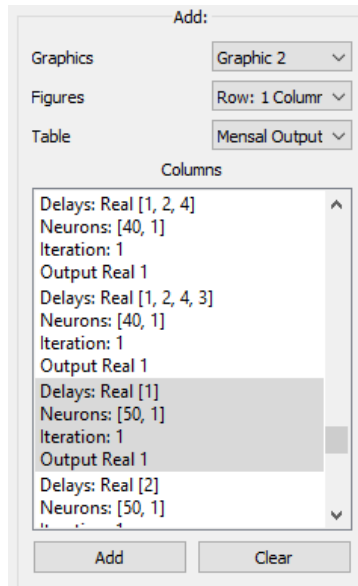 Add:
Graphics
Graphic 2
Figures
Row: 1 Columr
Table
Mensal Output
Columns
Delays: Real [1, 2, 4]
Neurons: [40, 1]
Iteration: 1
Output Real 1
Delays: Real [1, 2, 4, 3]
Neurons: [40, 1]
Iteration: 1
Output Real 1
Delays: Real [1]
Neurons: [50, 1]
Iteration: 1
Output Real 1
Delays: Real [2]
Neurons: [50, 1]
Add
Clear